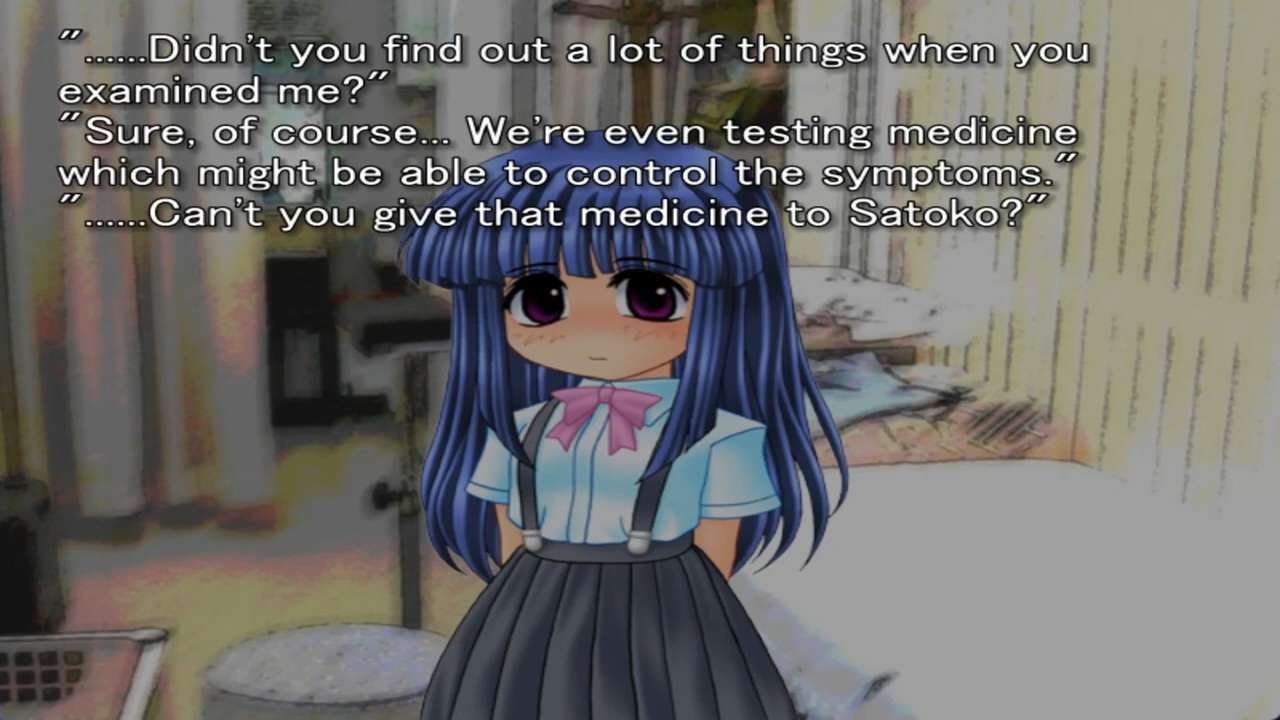 "......Didn't you find out a lot of things when you
examined me?"
"Sure, of course... We're even testing medicine
which might be able to control the symptoms."
"......Can't you give that medicine to Satoko?"